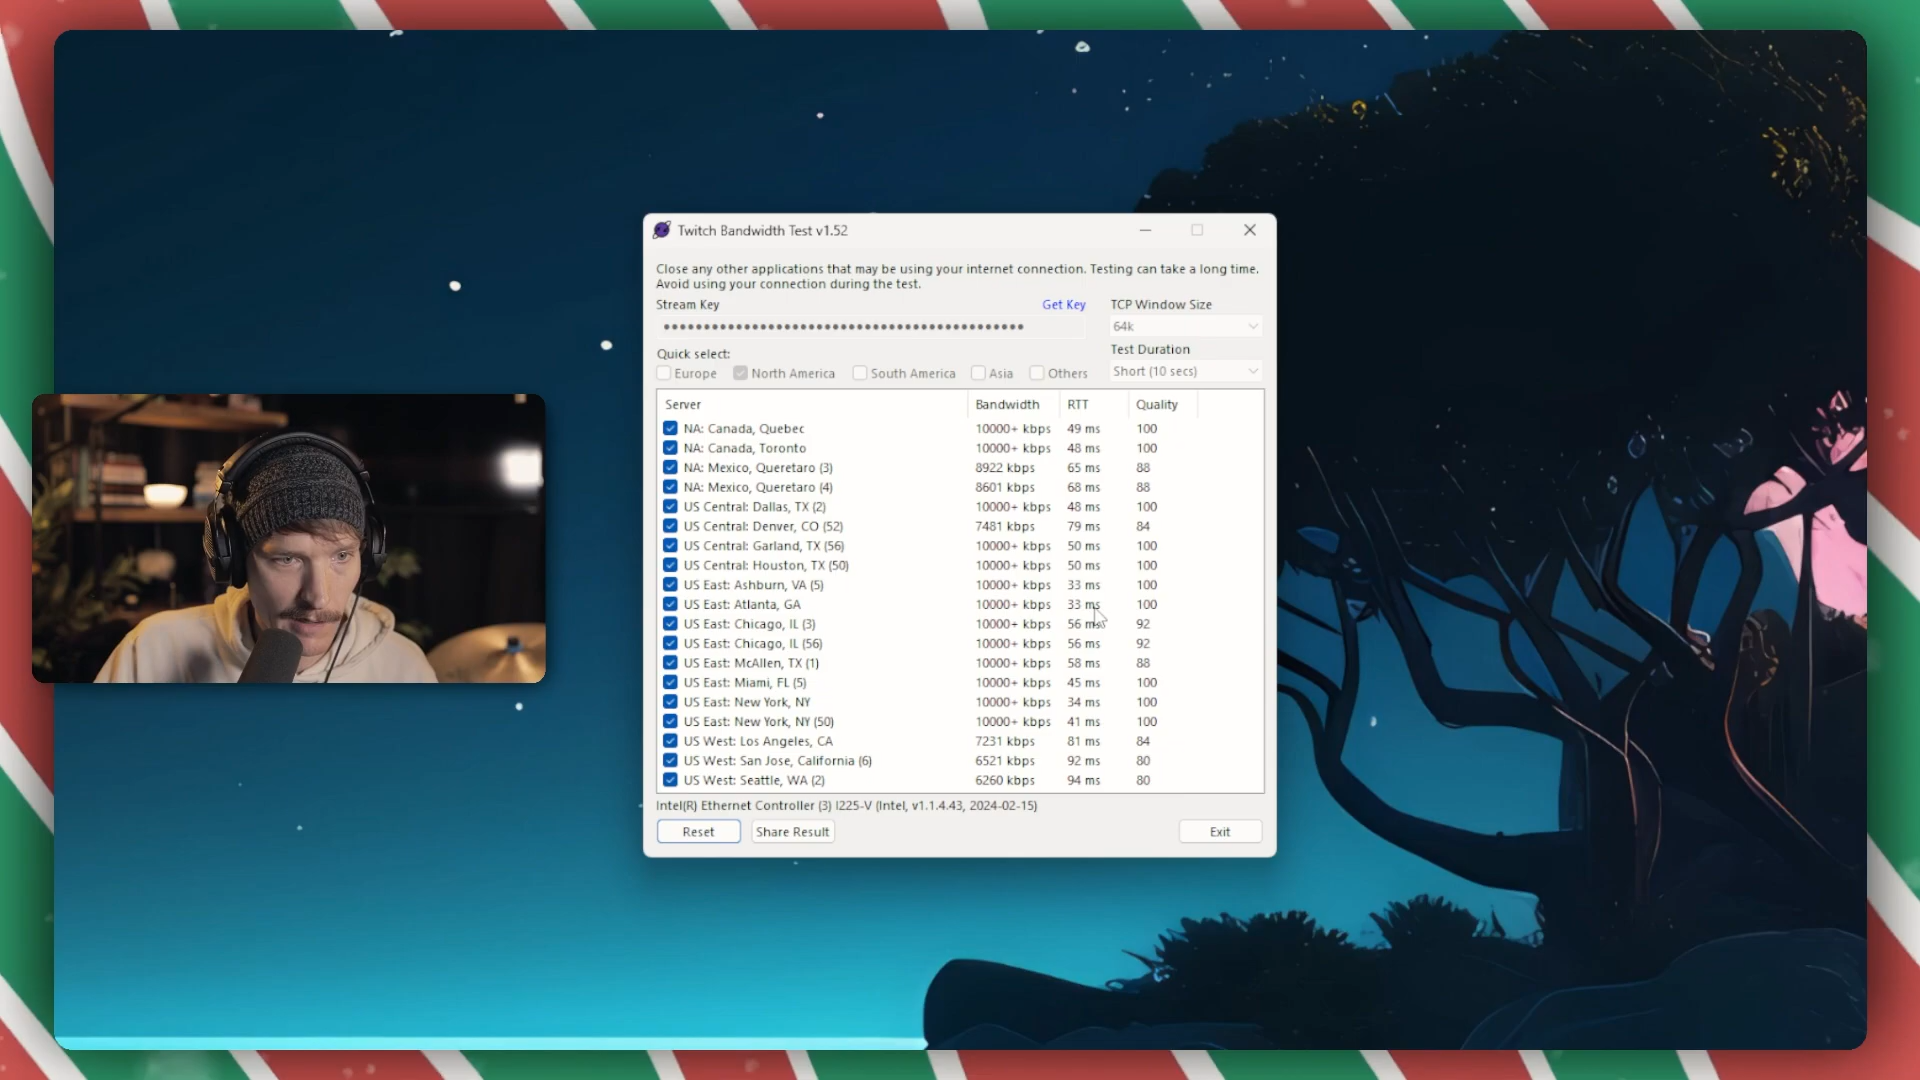 Twitch Bandwidth Test v1.52
Close any other applications that may be using your internet connection. Testing can take a long time.
Avoid using your connection during the test.
Stream Key Get Key TCP Window Size
64k
Test Duration
Quick select:
Europe North America South America Asia Others Short (10 secs)
Server Bandwidth RTT Quality
NA: Canada, Quebec 10000+ kbps 49 ms 100
NA: Canada, Toronto 10000+ kbps 48 ms 100
NA: Mexico, Queretaro (3) 8922 kbps 65 ms 88
NA: Mexico, Queretaro (4) 8601 kbps 68 ms 88
US Central: Dallas, TX (2) 10000+ kbps 48 ms 100
US Central: Denver, CO (52) 7481 kbps 79 ms 84
US Central: Garland, TX (56) 10000+ kbps 50 ms 100
US Central: Houston, TX (50) 10000+ kbps 50 ms 100
US East: Ashburn, VA (5) 10000+ kbps 33 ms 100
US East: Atlanta, GA 10000+ kbps 33 ms 100
US East: Chicago, IL (3) 10000+ kbps 56 ms 92
US East: Chicago, IL (56) 10000+ kbps 56 ms 92
US East: McAllen, TX (1) 10000+ kbps 58 ms 88
US East: Miami, FL (5) 10000+ kbps 45 ms 100
US East: New York, NY 10000+ kbps 34 ms 100
US East: New York, NY (50) 10000+ kbps 41 ms 100
US West: Los Angeles, CA 7231 kbps 81 ms 84
US West: San Jose, California (6) 6521 kbps 92 ms 80
US West: Seattle, WA (2) 6260 kbps 94 ms 80
Intel(R) Ethernet Controller (3) I225-V (Intel, v1.1.4.43, 2024-02-15)
Reset Share Result Exit